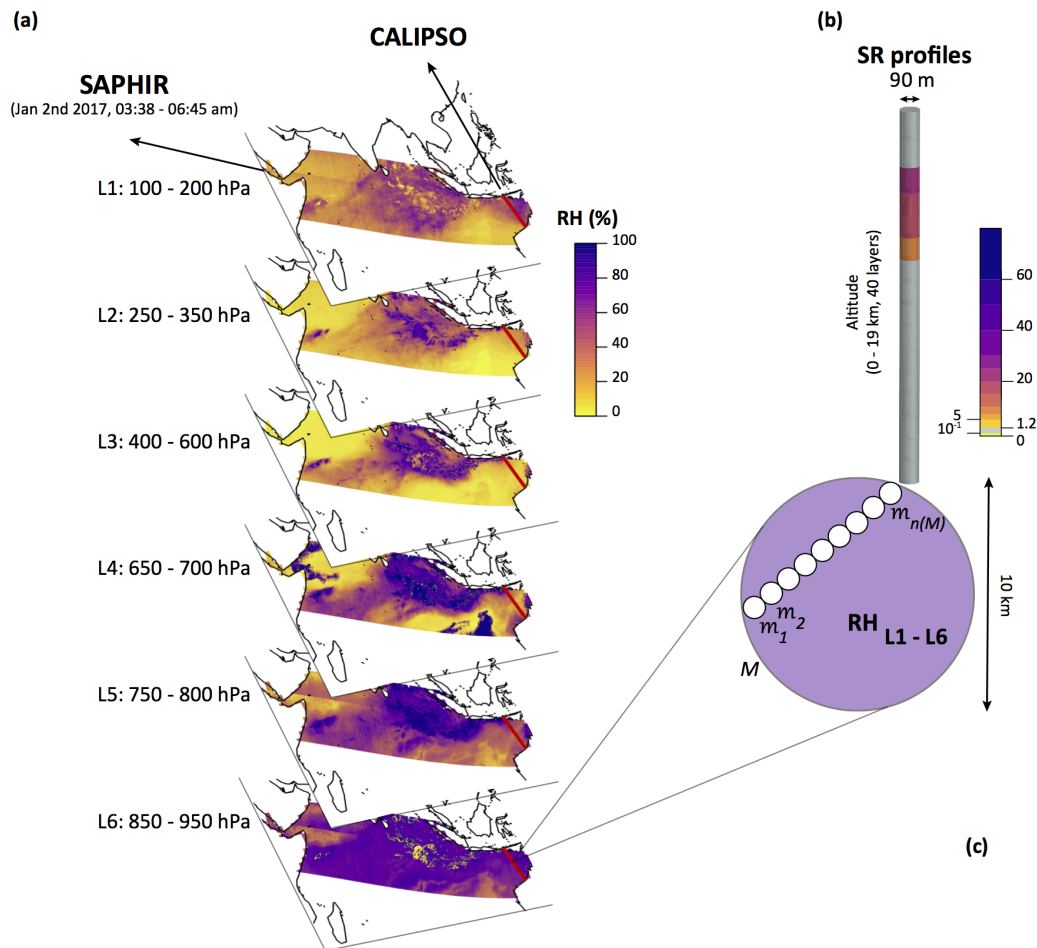 (a)
CALIPSO
SAPHIR
(Jan 2nd 2017, 03:38 - 06:45 am)
L1: 100 - 200 hPa
L2: 250 - 350 hPa
L3: 400 - 600 hPa
L4: 650 - 700 hPa
L5: 750 - 800 hPa
L6: 850 - 950 hPa
RH (%)
100
80
60
40
20
0
(b)
SR profiles
90 m
Altitude
(0 - 19 km, 40 layers)
60
40
20
5
1.2
10⁻¹
0
m n(M)
m 2
m 1
M
RH L1 - L6
10 km
(c)